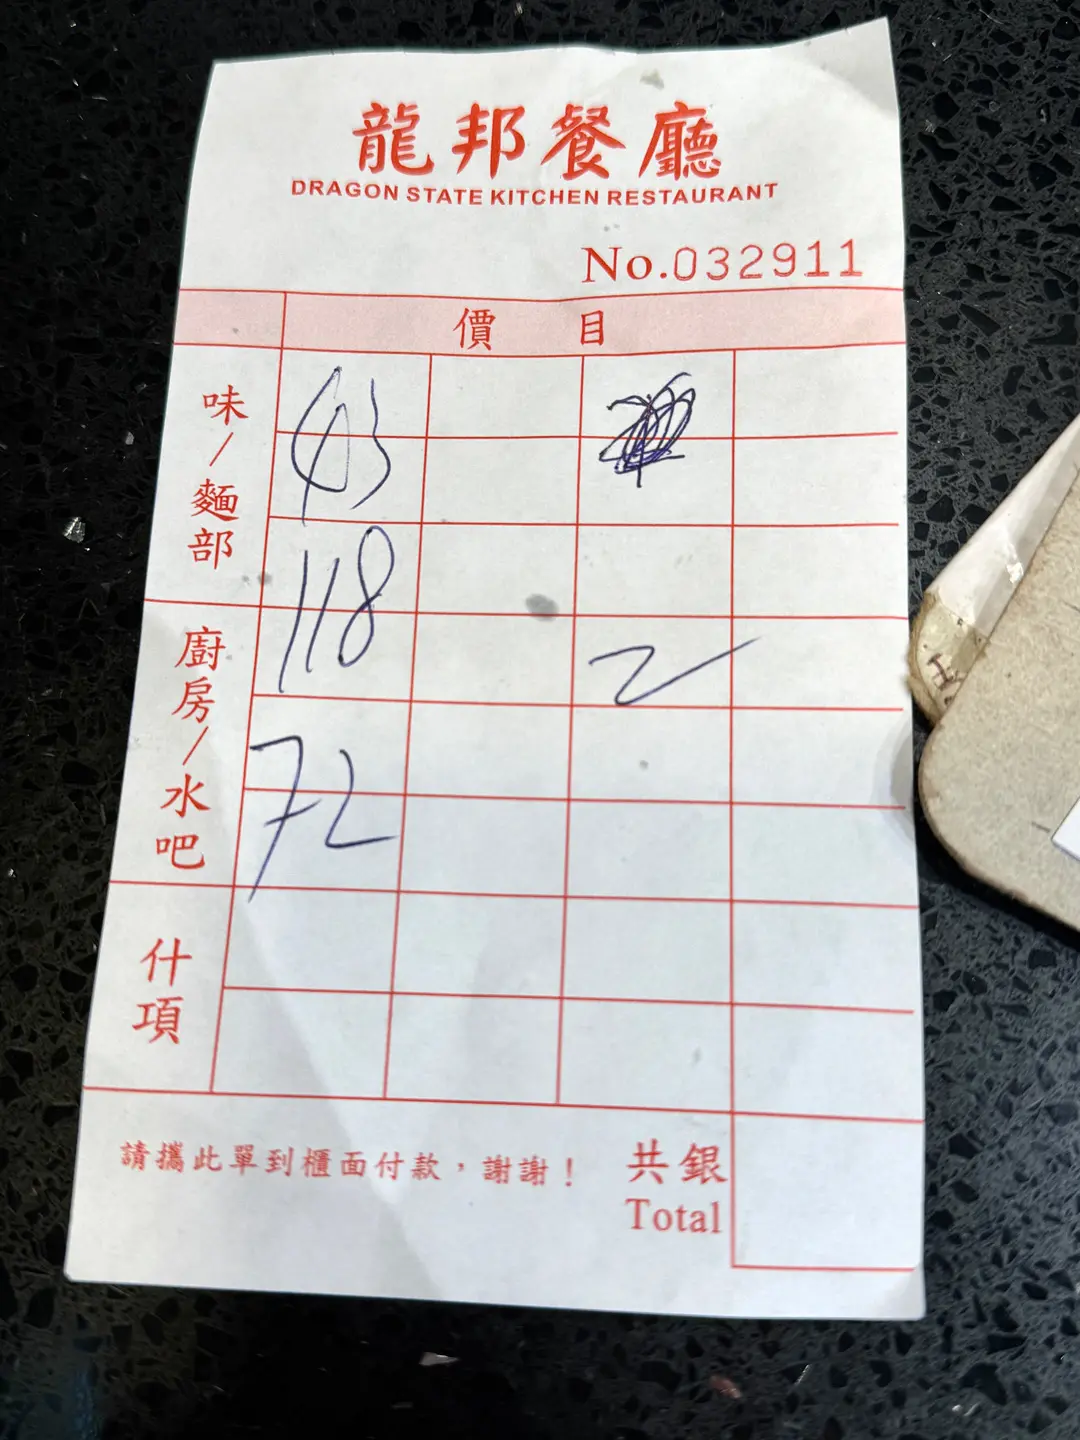 龍邦餐廳
DRAGON STATE KITCHEN RESTAURANT
No.032911
價目
味/麵部
43
118
廚房/水吧
2
72
什項
請攜此單到櫃面付款，謝謝！
共銀
Total